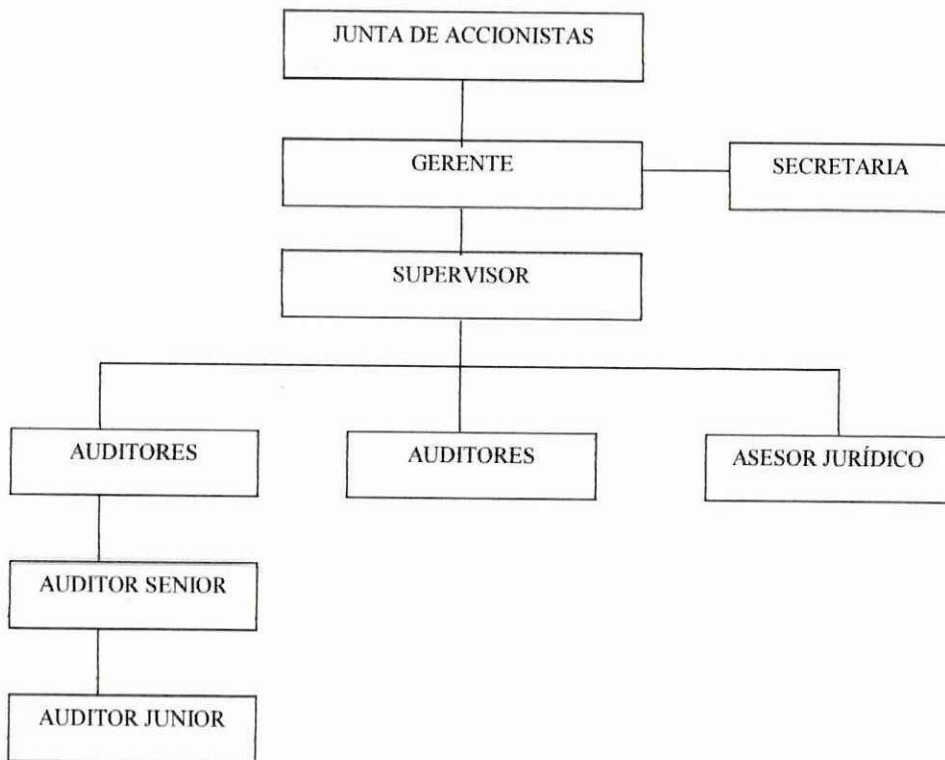 JUNTA DE ACCIONISTAS
GERENTE
SECRETARIA
SUPERVISOR
AUDITORES
AUDITORES
ASESOR JURÍDICO
AUDITOR SENIOR
AUDITOR JUNIOR